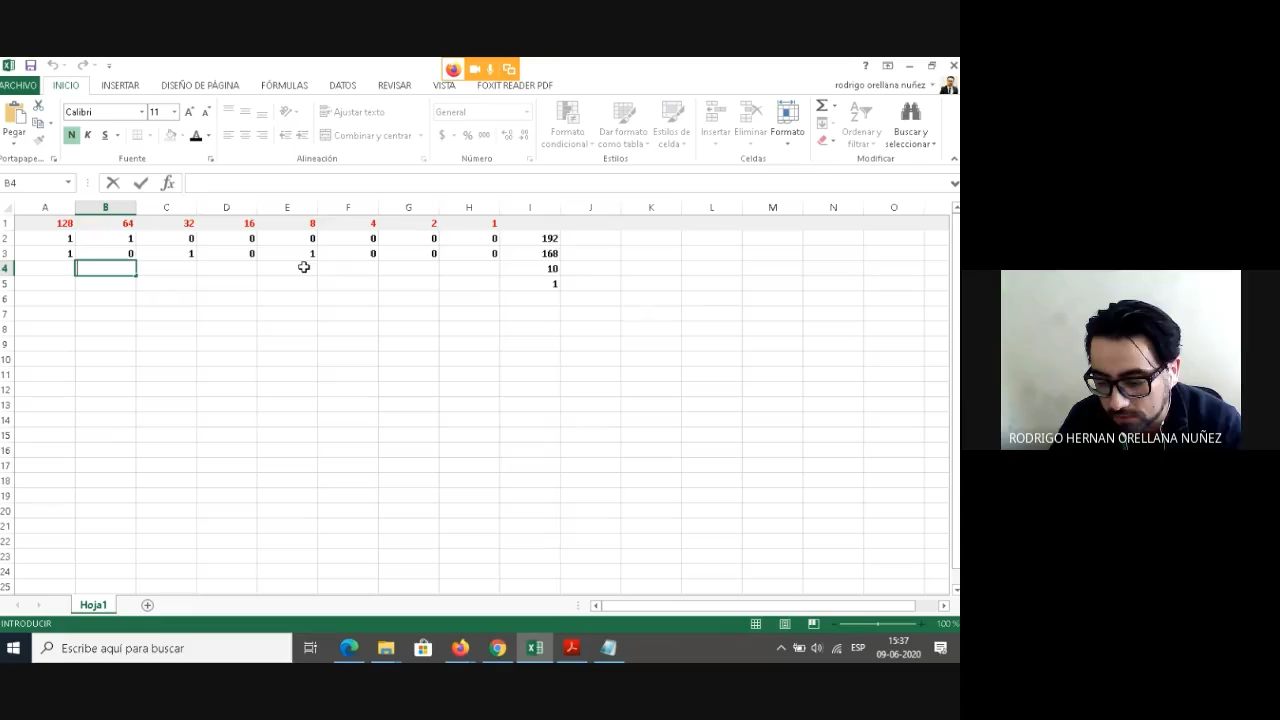 ARCHIVO INICIO INSERTAR DISEÑO DE PÁGINA FÓRMULAS DATOS REVISAR VISTA FOXIT READER PDF rodrigo orellana nuñez
Calibri 11 Ajustar texto General
Pegar N K S Combinar y centrar $ % 000
Formato condicional Dar formato como tabla Estilos de celda Insertar Eliminar Formato Ordenar y filtrar Buscar y seleccionar
Portapape... Fuente Alineación Número Estilos Celdas Modificar
B4 fx
A B C D E F G H I J K L M N O
1 128 64 32 16 8 4 2 1
2 1 1 0 0 0 0 0 0 192
3 1 0 1 0 1 0 0 0 168
4 10
5 1
6
7
8
9
10
11
12
13
14
15
16
17
18
19
20
21
22
23
24
25
Hoja1
INTRODUCIR 100 %
Escribe aquí para buscar ESP 15:37
09-06-2020
RODRIGO HERNAN ORELLANA NUÑEZ